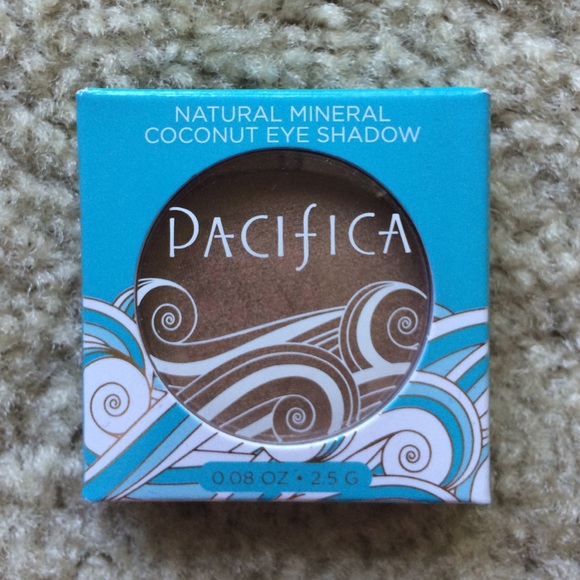 NATURAL MINERAL
COCONUT EYE SHADOW
PACIFICA
0.08 OZ • 2.5 G